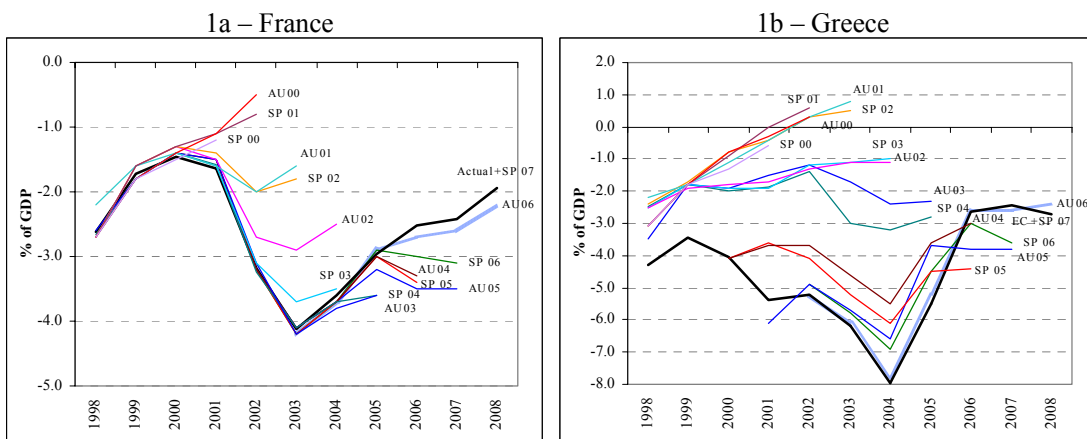 1a – France
% of GDP
0.0
-1.0
-2.0
-3.0
-4.0
-5.0
1998
1999
2000
2001
2002
2003
2004
2005
2006
2007
2008
AU00
SP 01
SP 00
AU01
SP 02
AU02
SP 03
SP 04
AU03
AU04
SP 05
AU05
SP 06
AU06
Actual+SP 07
1b – Greece
% of GDP
2.0
1.0
0.0
-1.0
-2.0
-3.0
-4.0
-5.0
-6.0
-7.0
-8.0
1998
1999
2000
2001
2002
2003
2004
2005
2006
2007
2008
SP 01
AU01
SP 02
AU00
SP 00
SP 03
AU02
AU03
SP 04
AU04
AU06
EC+SP 07
SP 06
AU05
SP 05